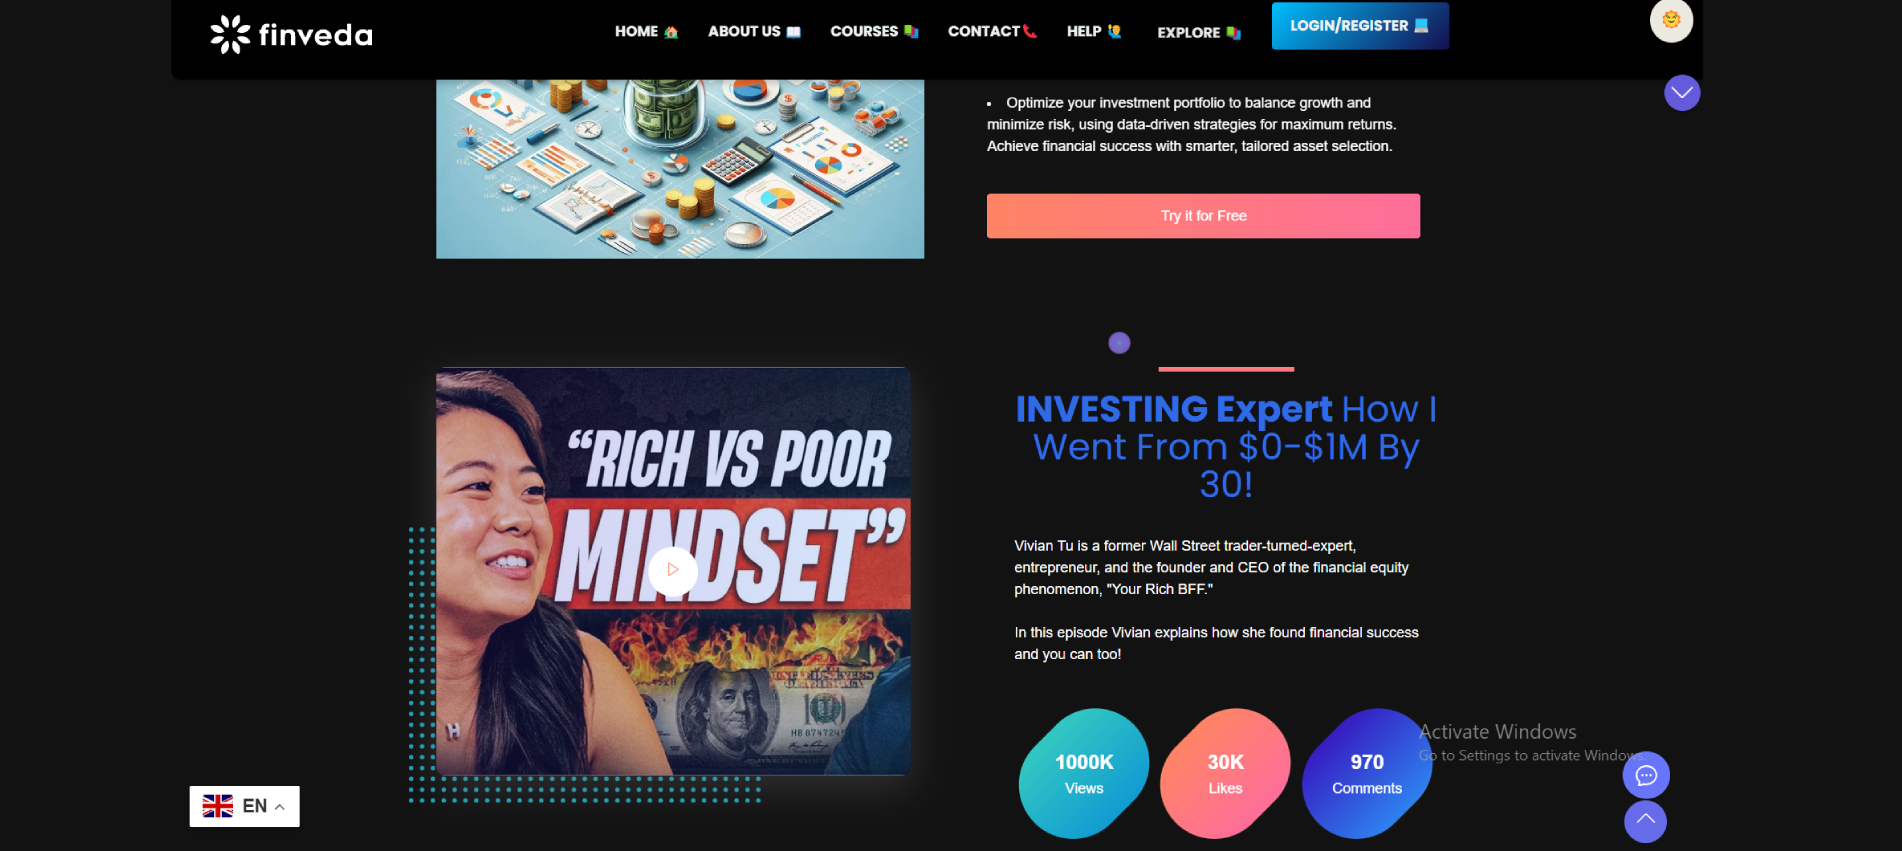 finveda
HOME
ABOUT US
COURSES
CONTACT
HELP
EXPLORE
LOGIN/REGISTER
• Optimize your investment portfolio to balance growth and
minimize risk, using data-driven strategies for maximum returns.
Achieve financial success with smarter, tailored asset selection.
Try it for Free
INVESTING Expert How I
Went From $0-$1M By
30!
“RICH VS POOR
MINDSET”
100
HB 0747245
H
Vivian Tu is a former Wall Street trader-turned-expert,
entrepreneur, and the founder and CEO of the financial equity
phenomenon, "Your Rich BFF."
In this episode Vivian explains how she found financial success
and you can too!
1000K
Views
30K
Likes
970
Comments
Activate Windows
Go to Settings to activate Windows.
EN